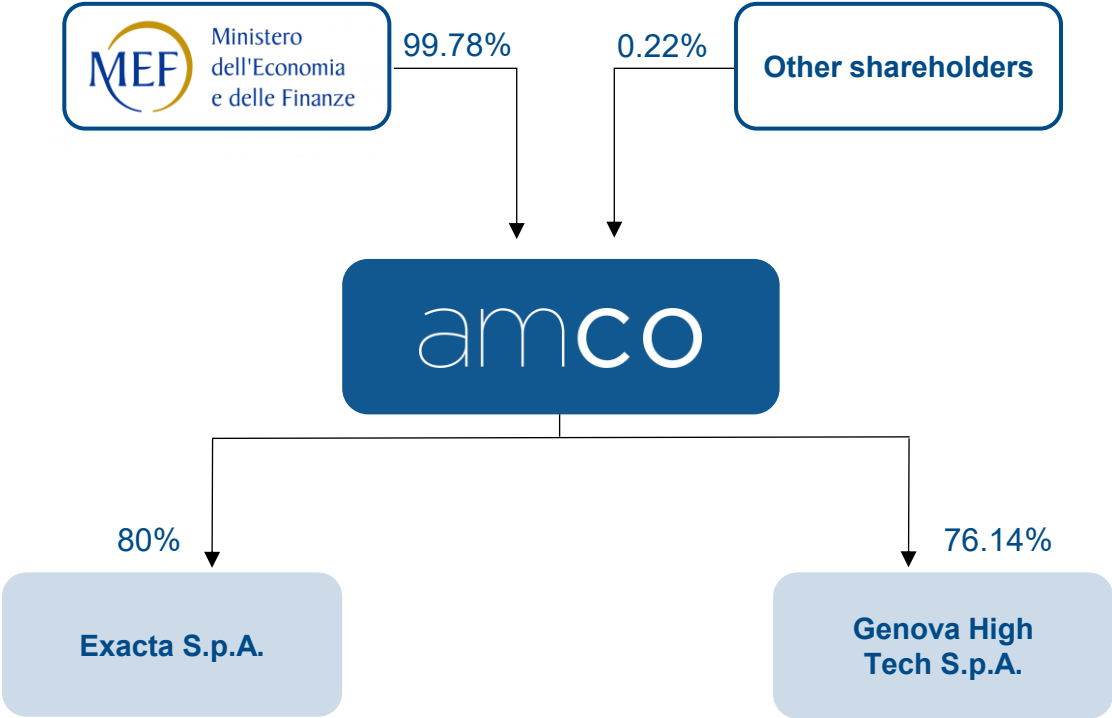 MEF
Ministero
dell'Economia
e delle Finanze
99.78%
0.22%
Other shareholders
amco
80%
76.14%
Exacta S.p.A.
Genova High
Tech S.p.A.